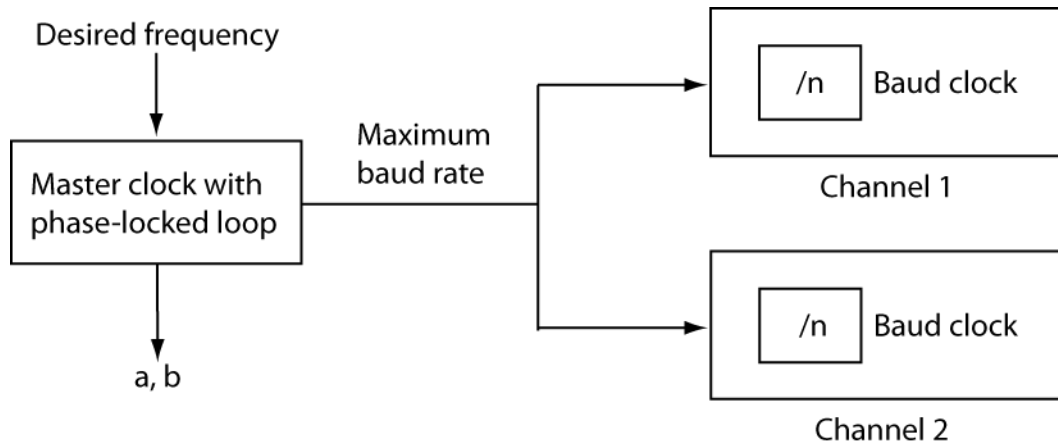 Desired frequency
Master clock with
phase-locked loop
a, b
Maximum
baud rate
/n
Baud clock
Channel 1
/n
Baud clock
Channel 2